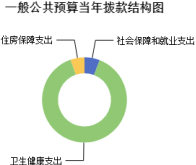 一般公共预算当年拨款结构图
住房保障支出
社会保障和就业支出
卫生健康支出